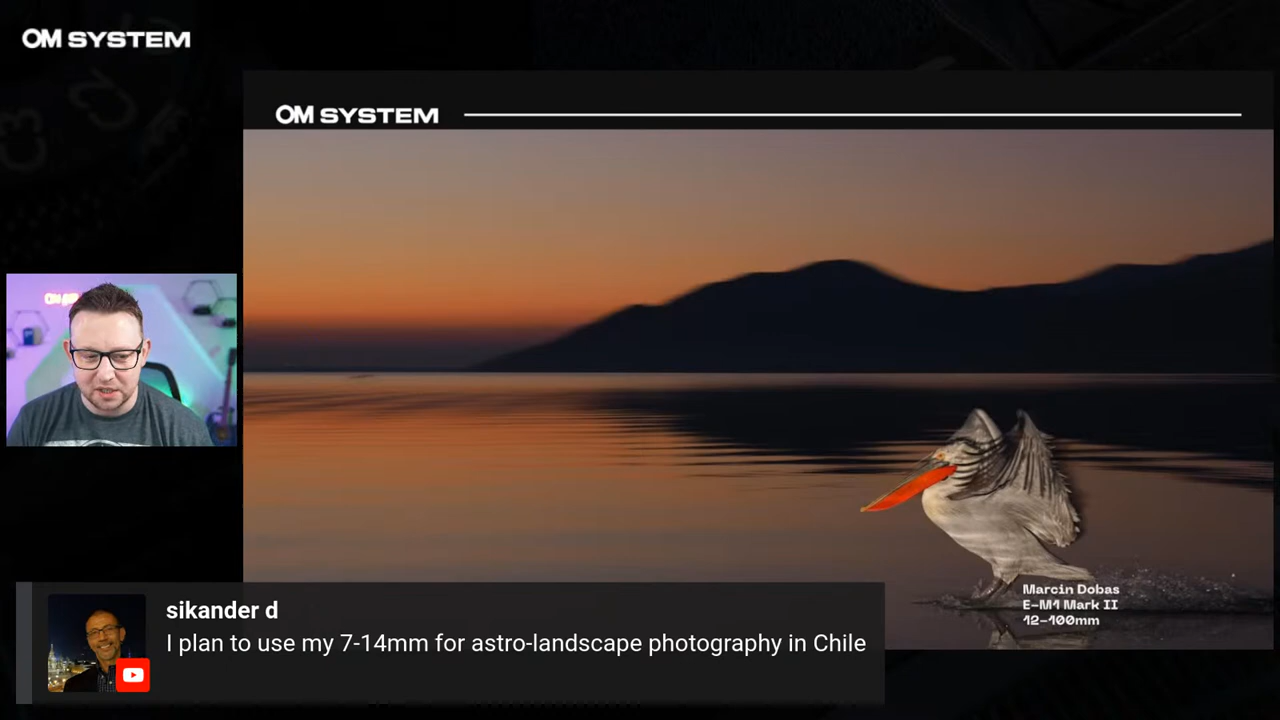 OM SYSTEM
OM SYSTEM
Marcin Dobas
E-M1 Mark II
12-100mm
sikander d
I plan to use my 7-14mm for astro-landscape photography in Chile